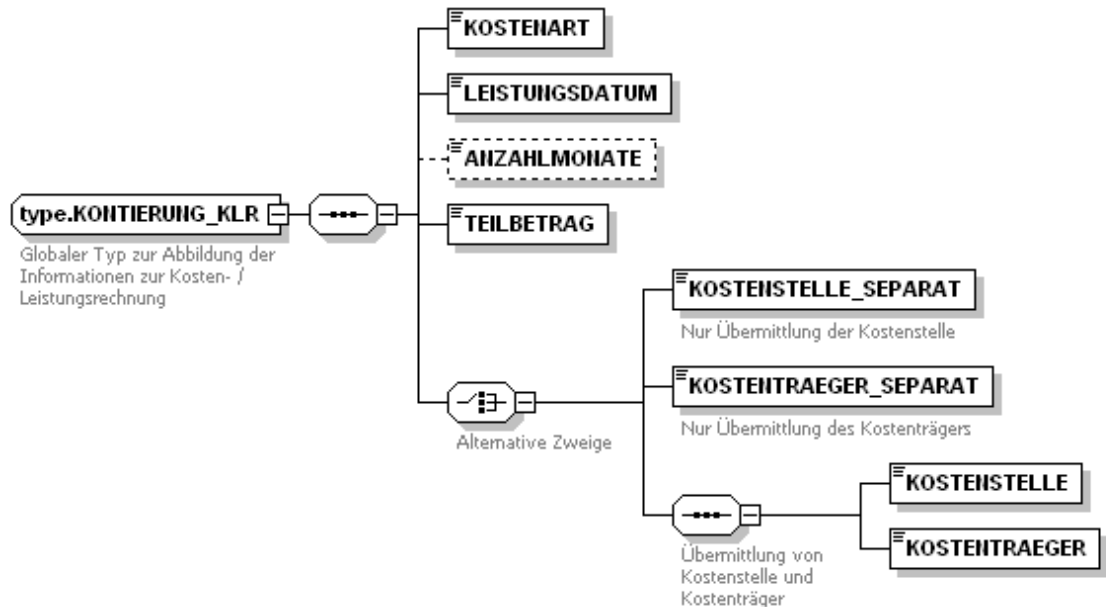 KOSTENART
LEISTUNGSDATUM
ANZAHLMONATE
type.KONTIERUNG_KLR
Globaler Typ zur Abbildung der
Informationen zur Kosten- /
Leistungsrechnung
TEILBETRAG
KOSTENSTELLE_SEPARAT
Nur Übermittlung der Kostenstelle
KOSTENTRAEGER_SEPARAT
Nur Übermittlung des Kostenträgers
Alternative Zweige
KOSTENSTELLE
KOSTENTRAEGER
Übermittlung von
Kostenstelle und
Kostenträger